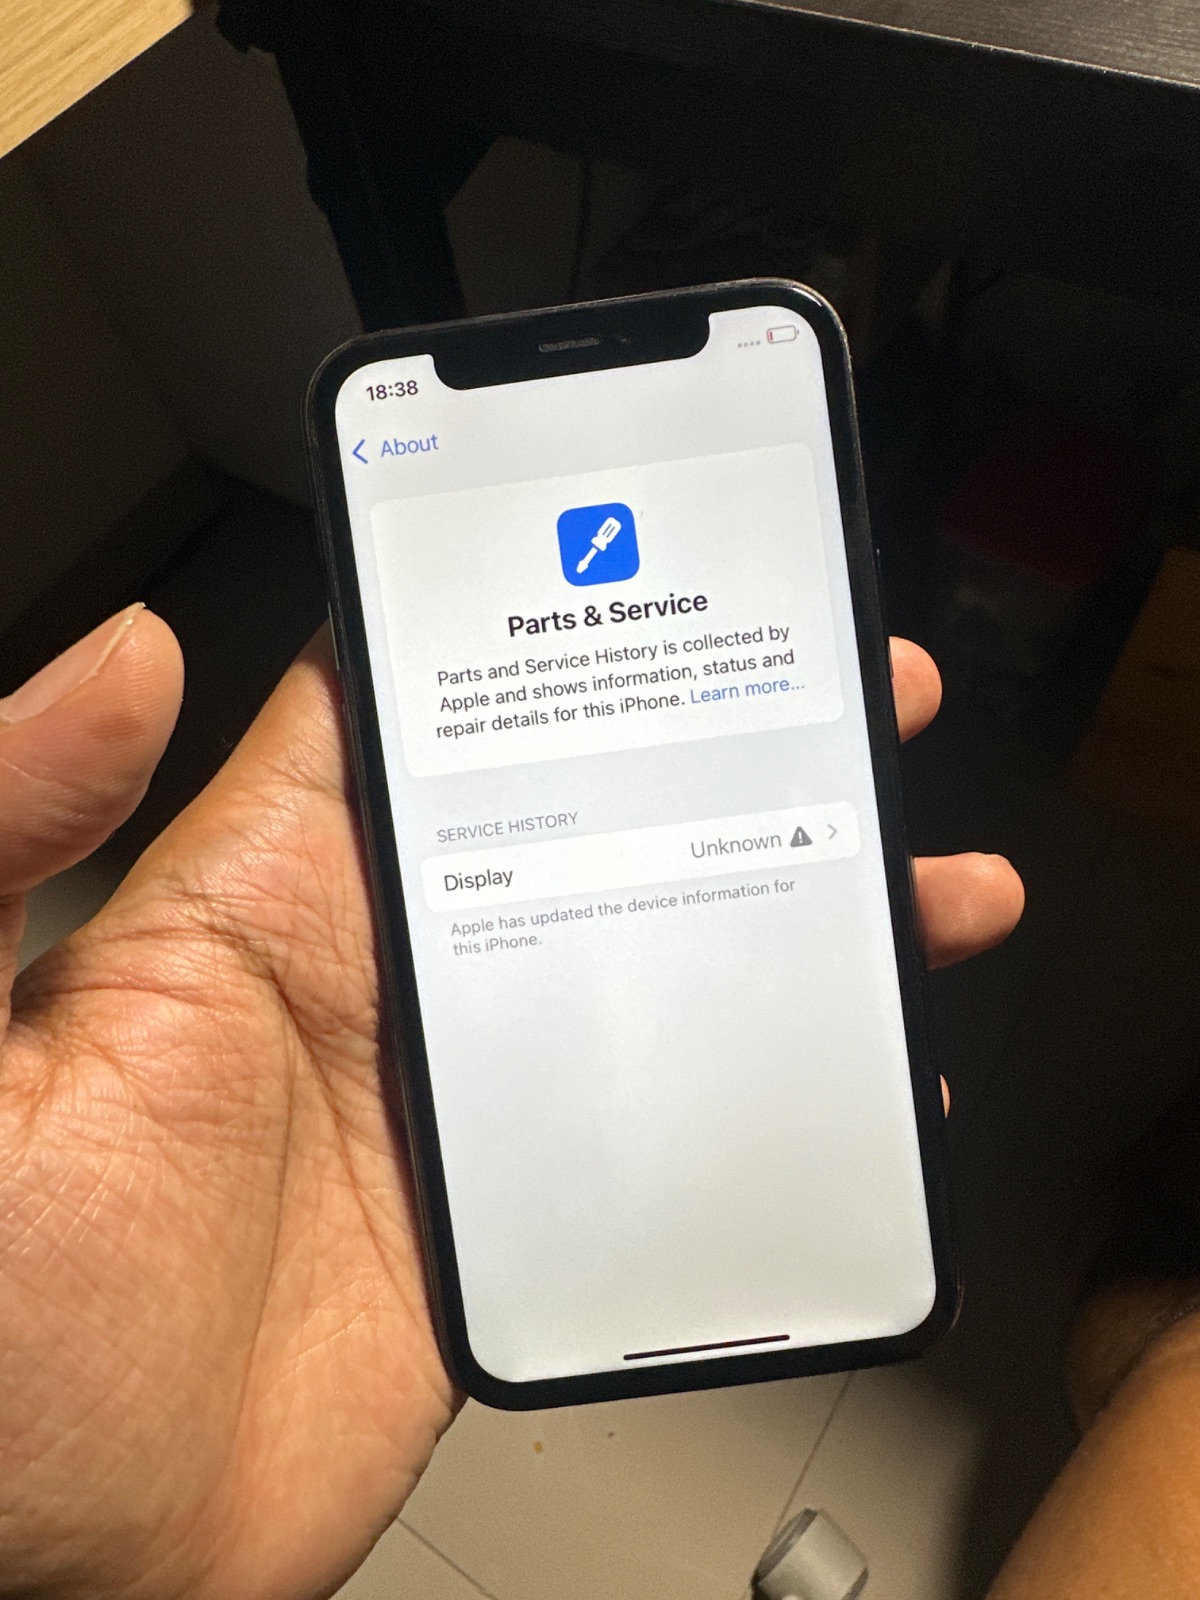 18:38
About
Parts & Service
Parts and Service History is collected by
Apple and shows information, status and
repair details for this iPhone. Learn more...
SERVICE HISTORY
Display Unknown
Apple has updated the device information for
this iPhone.